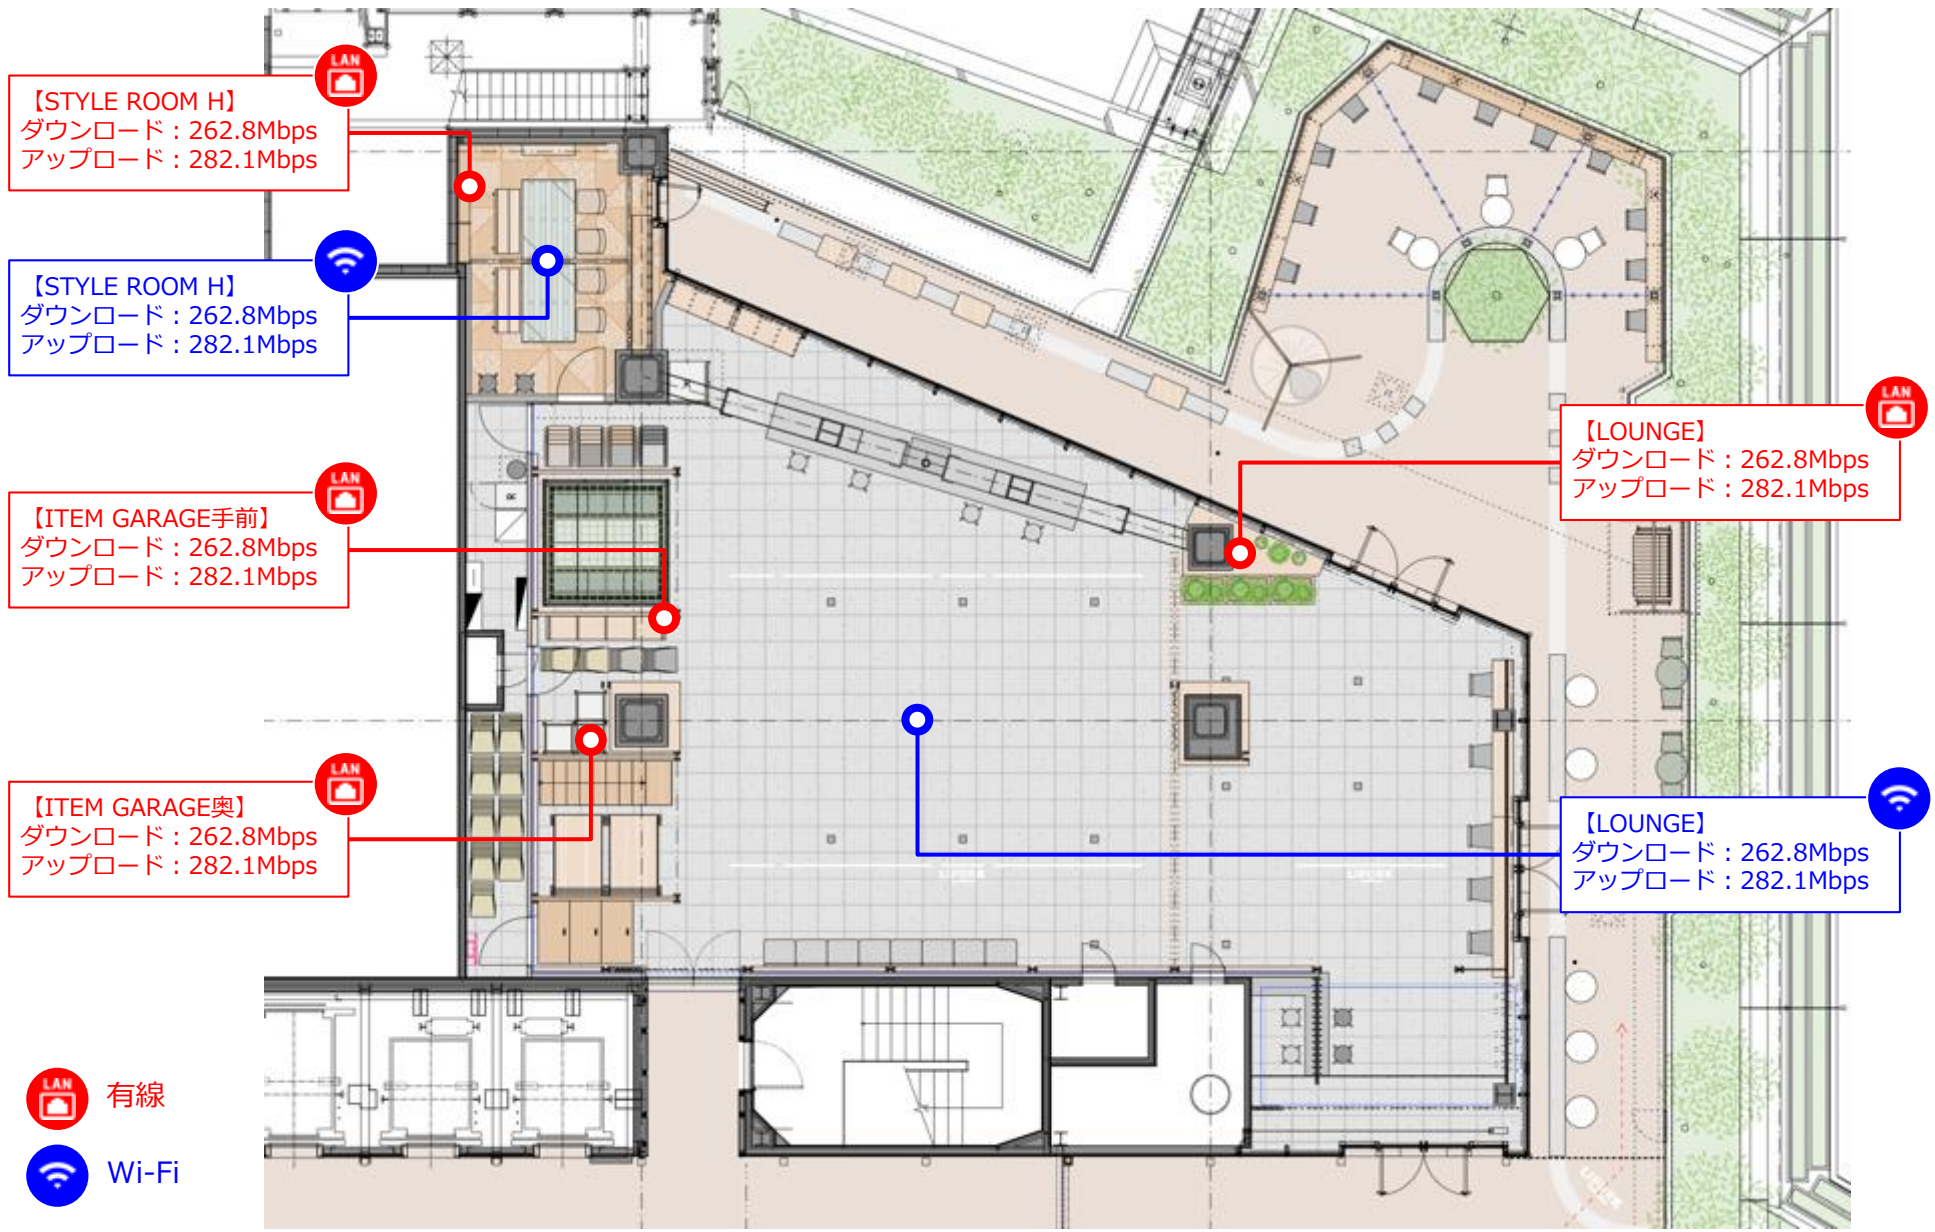 LAN
【STYLE ROOM H】
ダウンロード：262.8Mbps
アップロード：282.1Mbps
【STYLE ROOM H】
ダウンロード：262.8Mbps
アップロード：282.1Mbps
LAN
【ITEM GARAGE手前】
ダウンロード：262.8Mbps
アップロード：282.1Mbps
LAN
【ITEM GARAGE奥】
ダウンロード：262.8Mbps
アップロード：282.1Mbps
LAN
【LOUNGE】
ダウンロード：262.8Mbps
アップロード：282.1Mbps
【LOUNGE】
ダウンロード：262.8Mbps
アップロード：282.1Mbps
R
LAN
有線
Wi-Fi